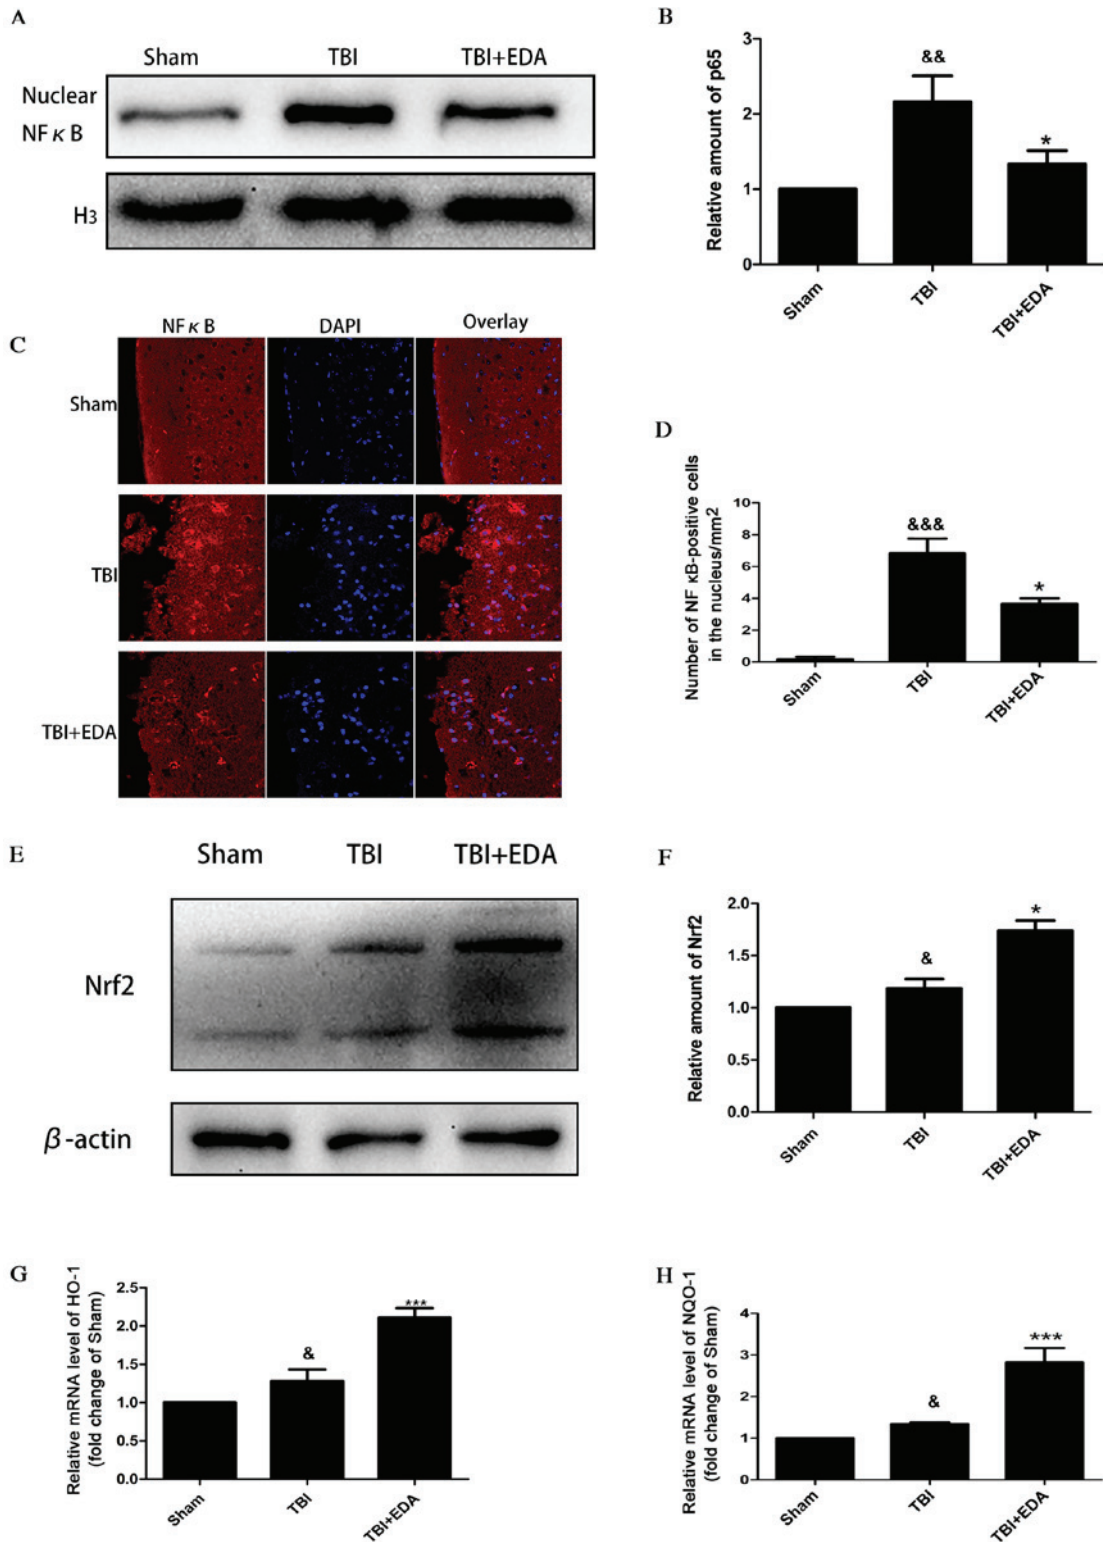 A
Sham TBI TBI+EDA
Nuclear
NFκB
H3
B
Relative amount of p65
3
2
1
0
&&
*
Sham
TBI
TBI+EDA
C
NFκB DAPI Overlay
Sham
TBI
TBI+EDA
D
Number of NF κB-positive cells
in the nucleus/mm²
10
8
6
4
2
0
&&&
*
Sham
TBI
TBI+EDA
E
Sham TBI TBI+EDA
Nrf2
β-actin
F
Relative amount of Nrf2
2.0
1.5
1.0
0.5
0.0
&
*
Sham
TBI
TBI+EDA
G
Relative mRNA level of HO-1
(fold change of Sham)
2.5
2.0
1.5
1.0
0.5
0.0
&
***
Sham
TBI
TBI+EDA
H
Relative mRNA level of NQO-1
(fold change of Sham)
4
3
2
1
0
&
***
Sham
TBI
TBI+EDA